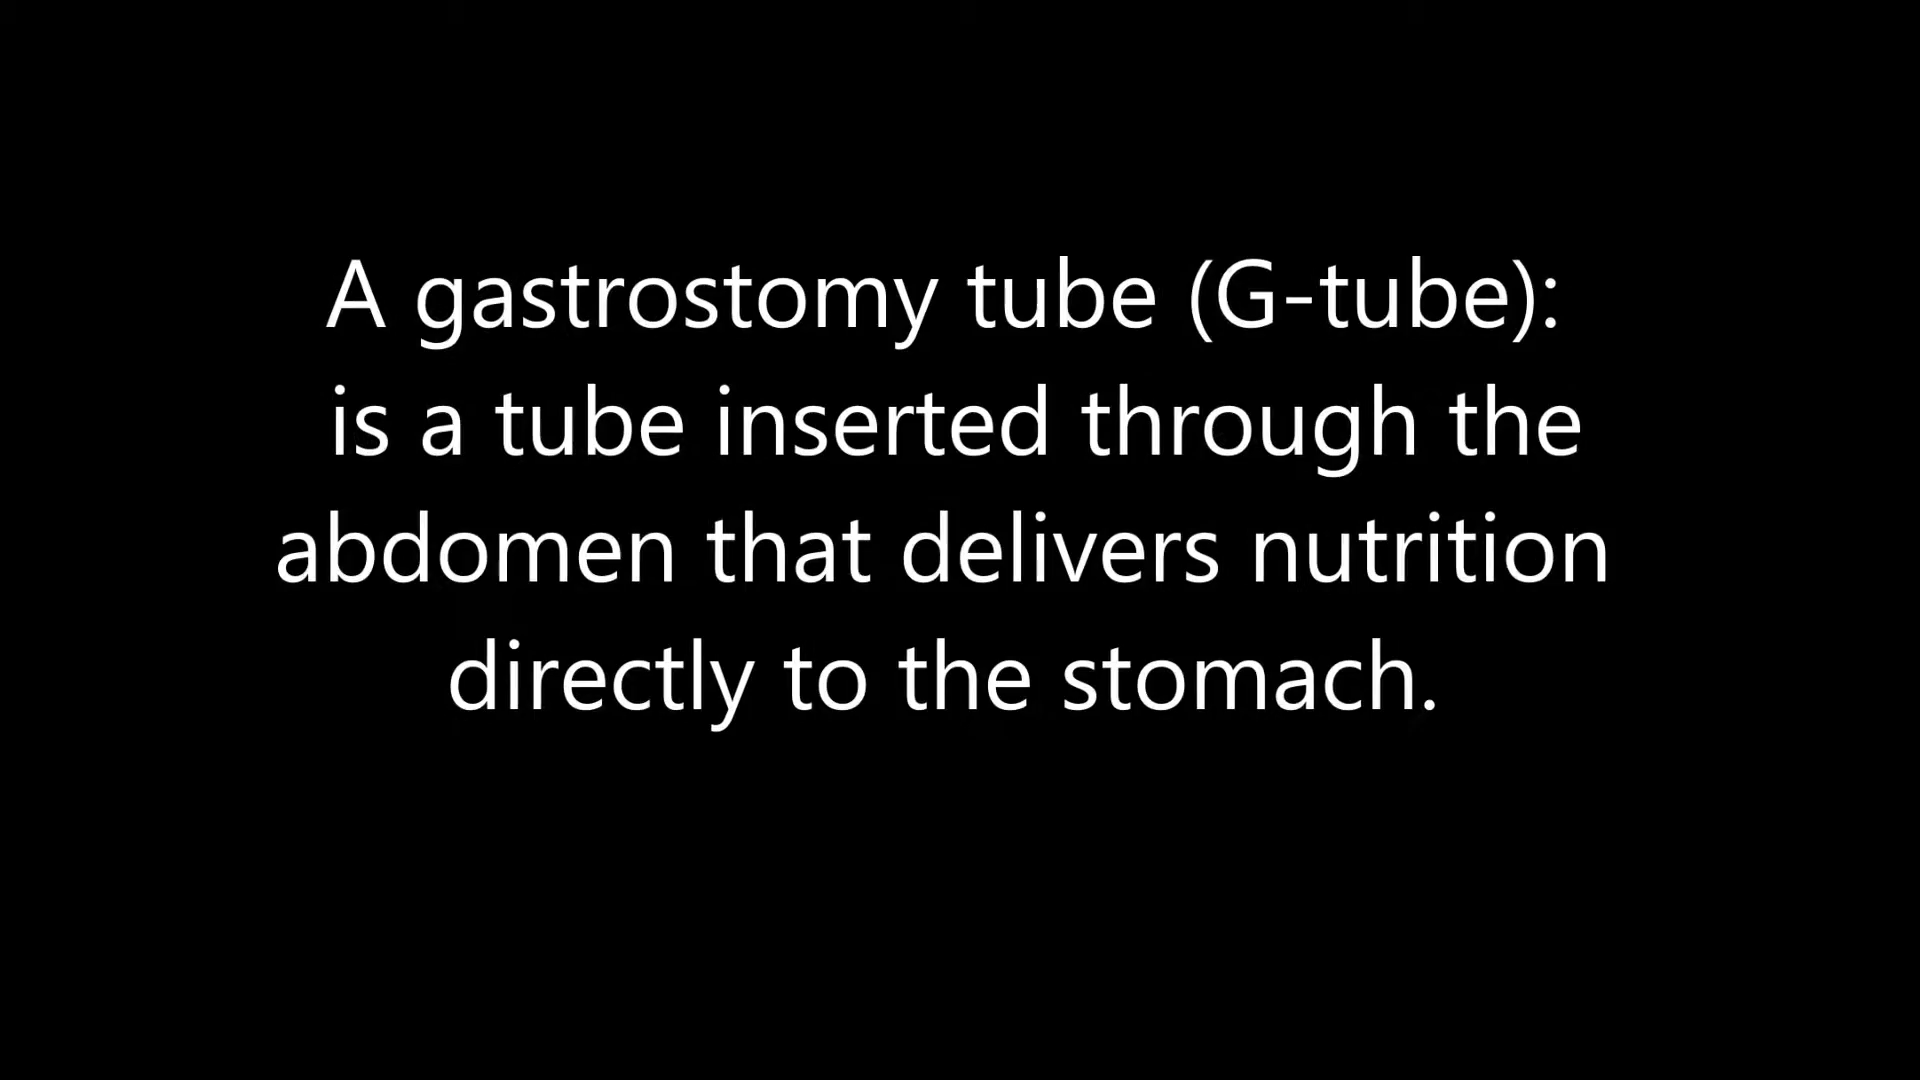 A gastrostomy tube (G-tube):
is a tube inserted through the
abdomen that delivers nutrition
directly to the stomach.